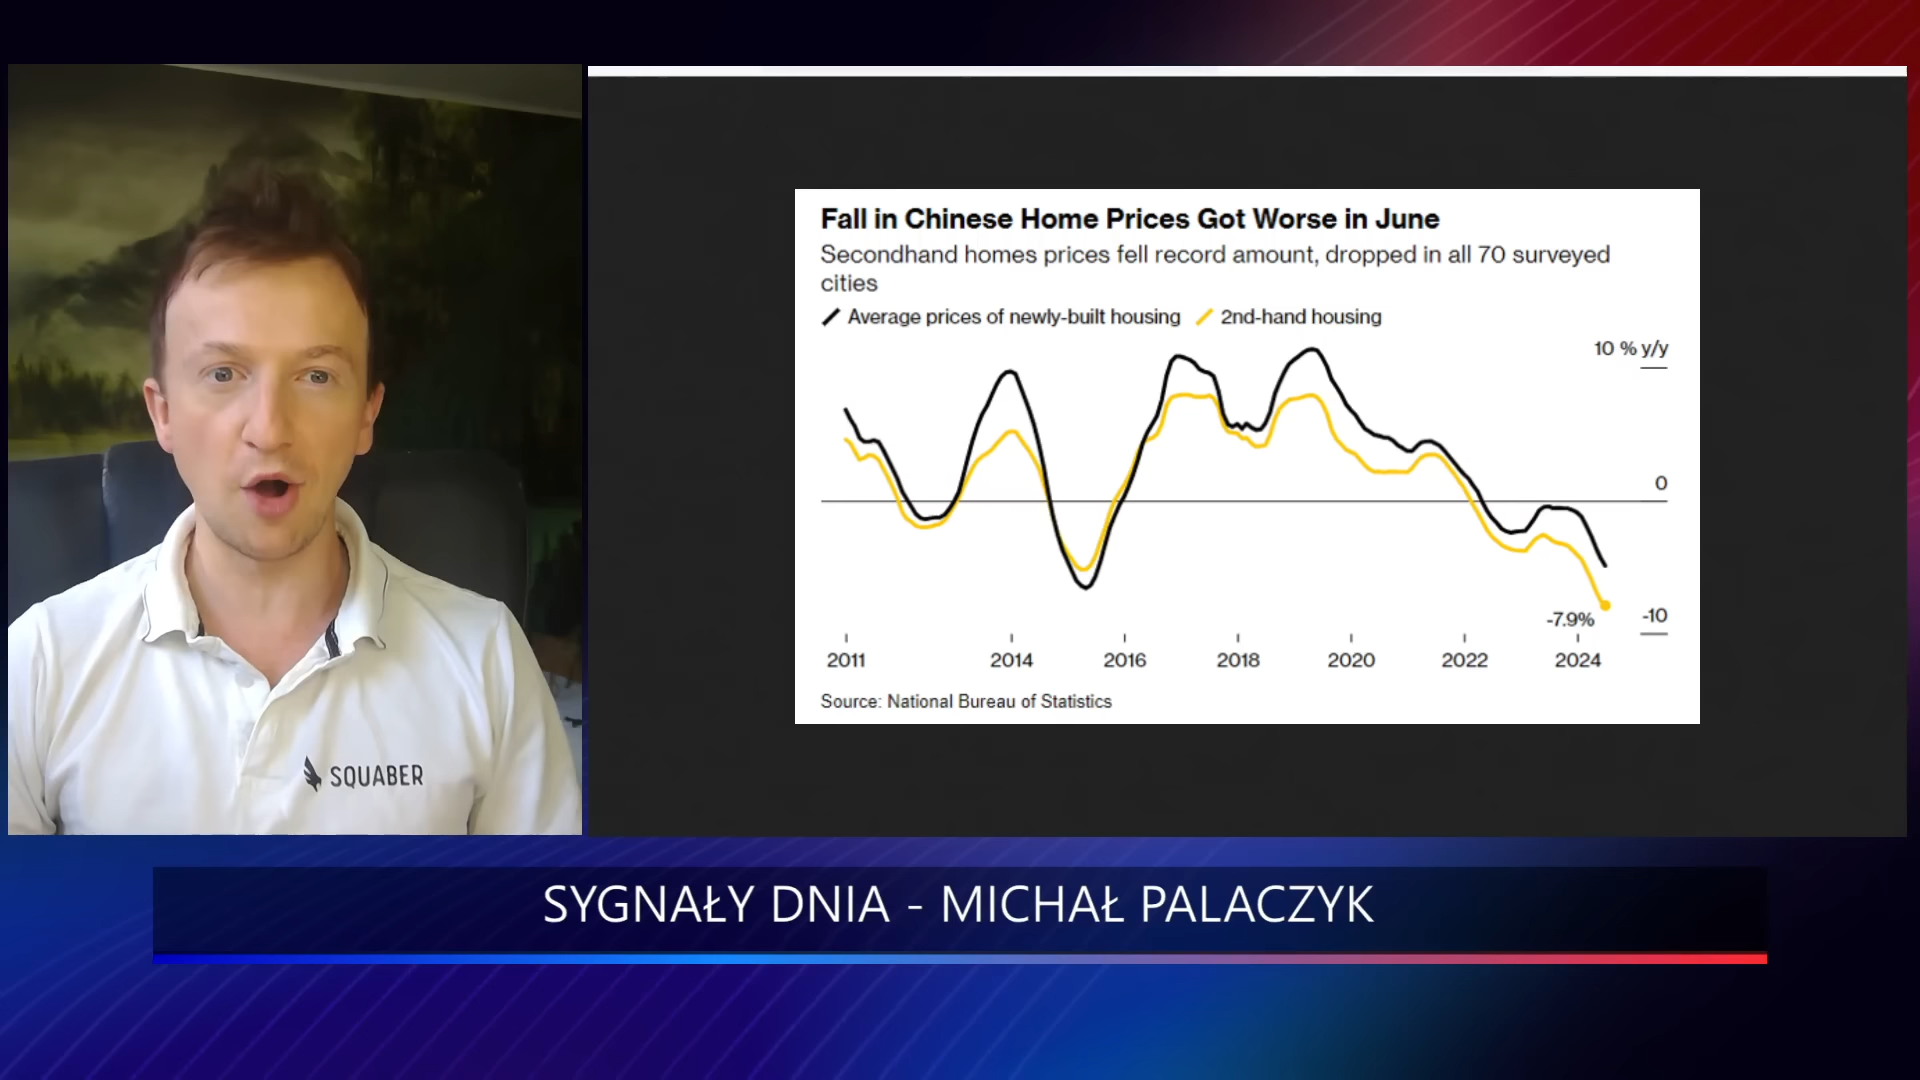 Fall in Chinese Home Prices Got Worse in June
Secondhand homes prices fell record amount, dropped in all 70 surveyed
cities
Average prices of newly-built housing 2nd-hand housing
10 % y/y
0
-7.9%
-10
2011 2014 2016 2018 2020 2022 2024
Source: National Bureau of Statistics
SQUABER
SYGNAŁY DNIA - MICHAŁ PALACZYK